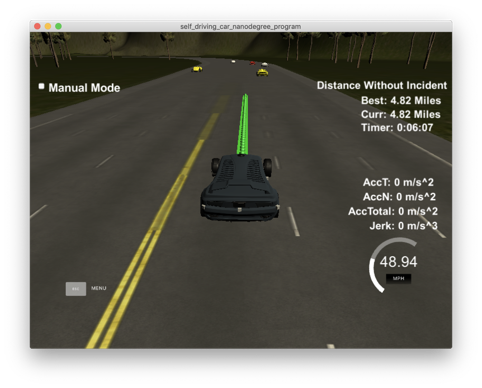 self_driving_car_nanodegree_program
Manual Mode
Distance Without Incident
Best: 4.82 Miles
Curr: 4.82 Miles
Timer: 0:06:07
AccT: 0 m/s^2
AccN: 0 m/s^2
AccTotal: 0 m/s^2
Jerk: 0 m/s^3
48.94
MPH
ESC MENU